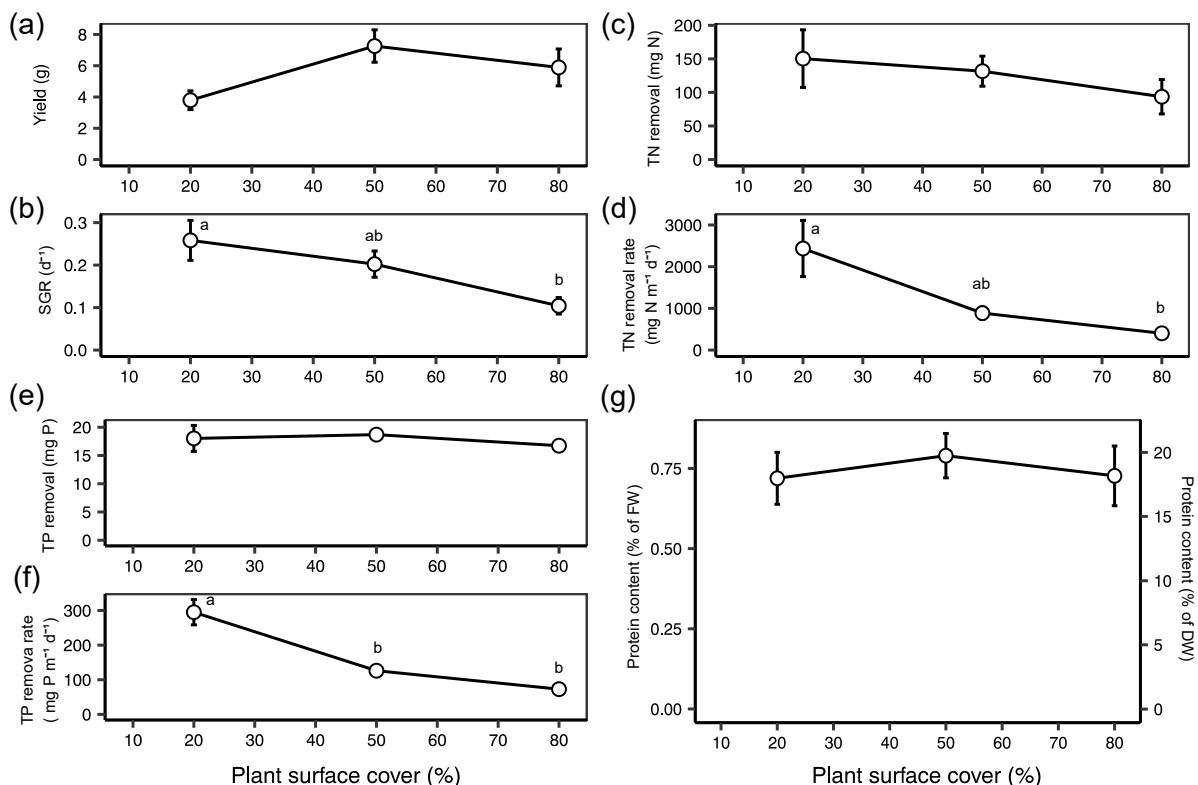 (a)
Yield (g)
8
6
4
2
0
10 20 30 40 50 60 70 80
(b)
SGR (d⁻¹)
0.3
0.2
0.1
0.0
a
ab
b
10 20 30 40 50 60 70 80
(c)
TN removal (mg N)
200
150
100
50
0
10 20 30 40 50 60 70 80
(d)
TN removal rate
(mg N m⁻¹ d⁻¹)
3000
2000
1000
0
a
ab
b
10 20 30 40 50 60 70 80
(e)
TP removal (mg P)
20
15
10
5
0
10 20 30 40 50 60 70 80
(f)
TP remova rate
( mg P m⁻¹ d⁻¹)
300
200
100
0
a
b
b
10 20 30 40 50 60 70 80
Plant surface cover (%)
(g)
Protein content (% of FW)
0.75
0.50
0.25
0.00
20
15
10
5
0
Protein content (% of DW)
10 20 30 40 50 60 70 80
Plant surface cover (%)